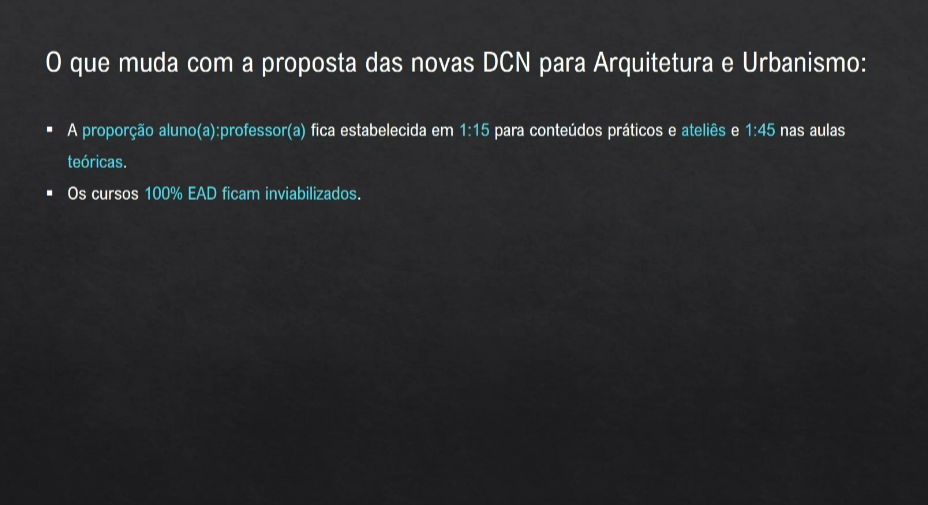 O que muda com a proposta das novas DCN para Arquitetura e Urbanismo:
▪ A proporção aluno(a):professor(a) fica estabelecida em 1:15 para conteúdos práticos e ateliês e 1:45 nas aulas
teóricas.
▪ Os cursos 100% EAD ficam inviabilizados.